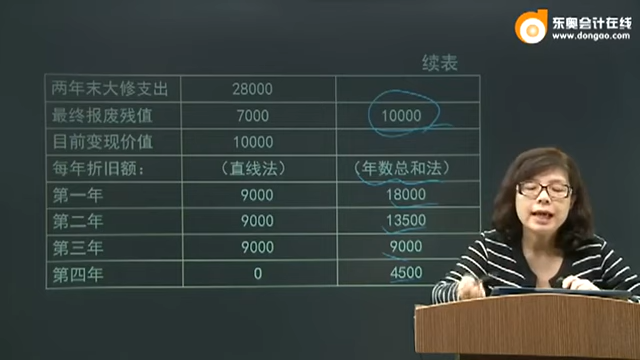 东奥会计在线
www.dongao.com
续表
两年末大修支出 28000
最终报废残值 7000 10000
目前变现价值 10000
每年折旧额： （直线法） （年数总和法）
第一年 9000 18000
第二年 9000 13500
第三年 9000 9000
第四年 0 4500